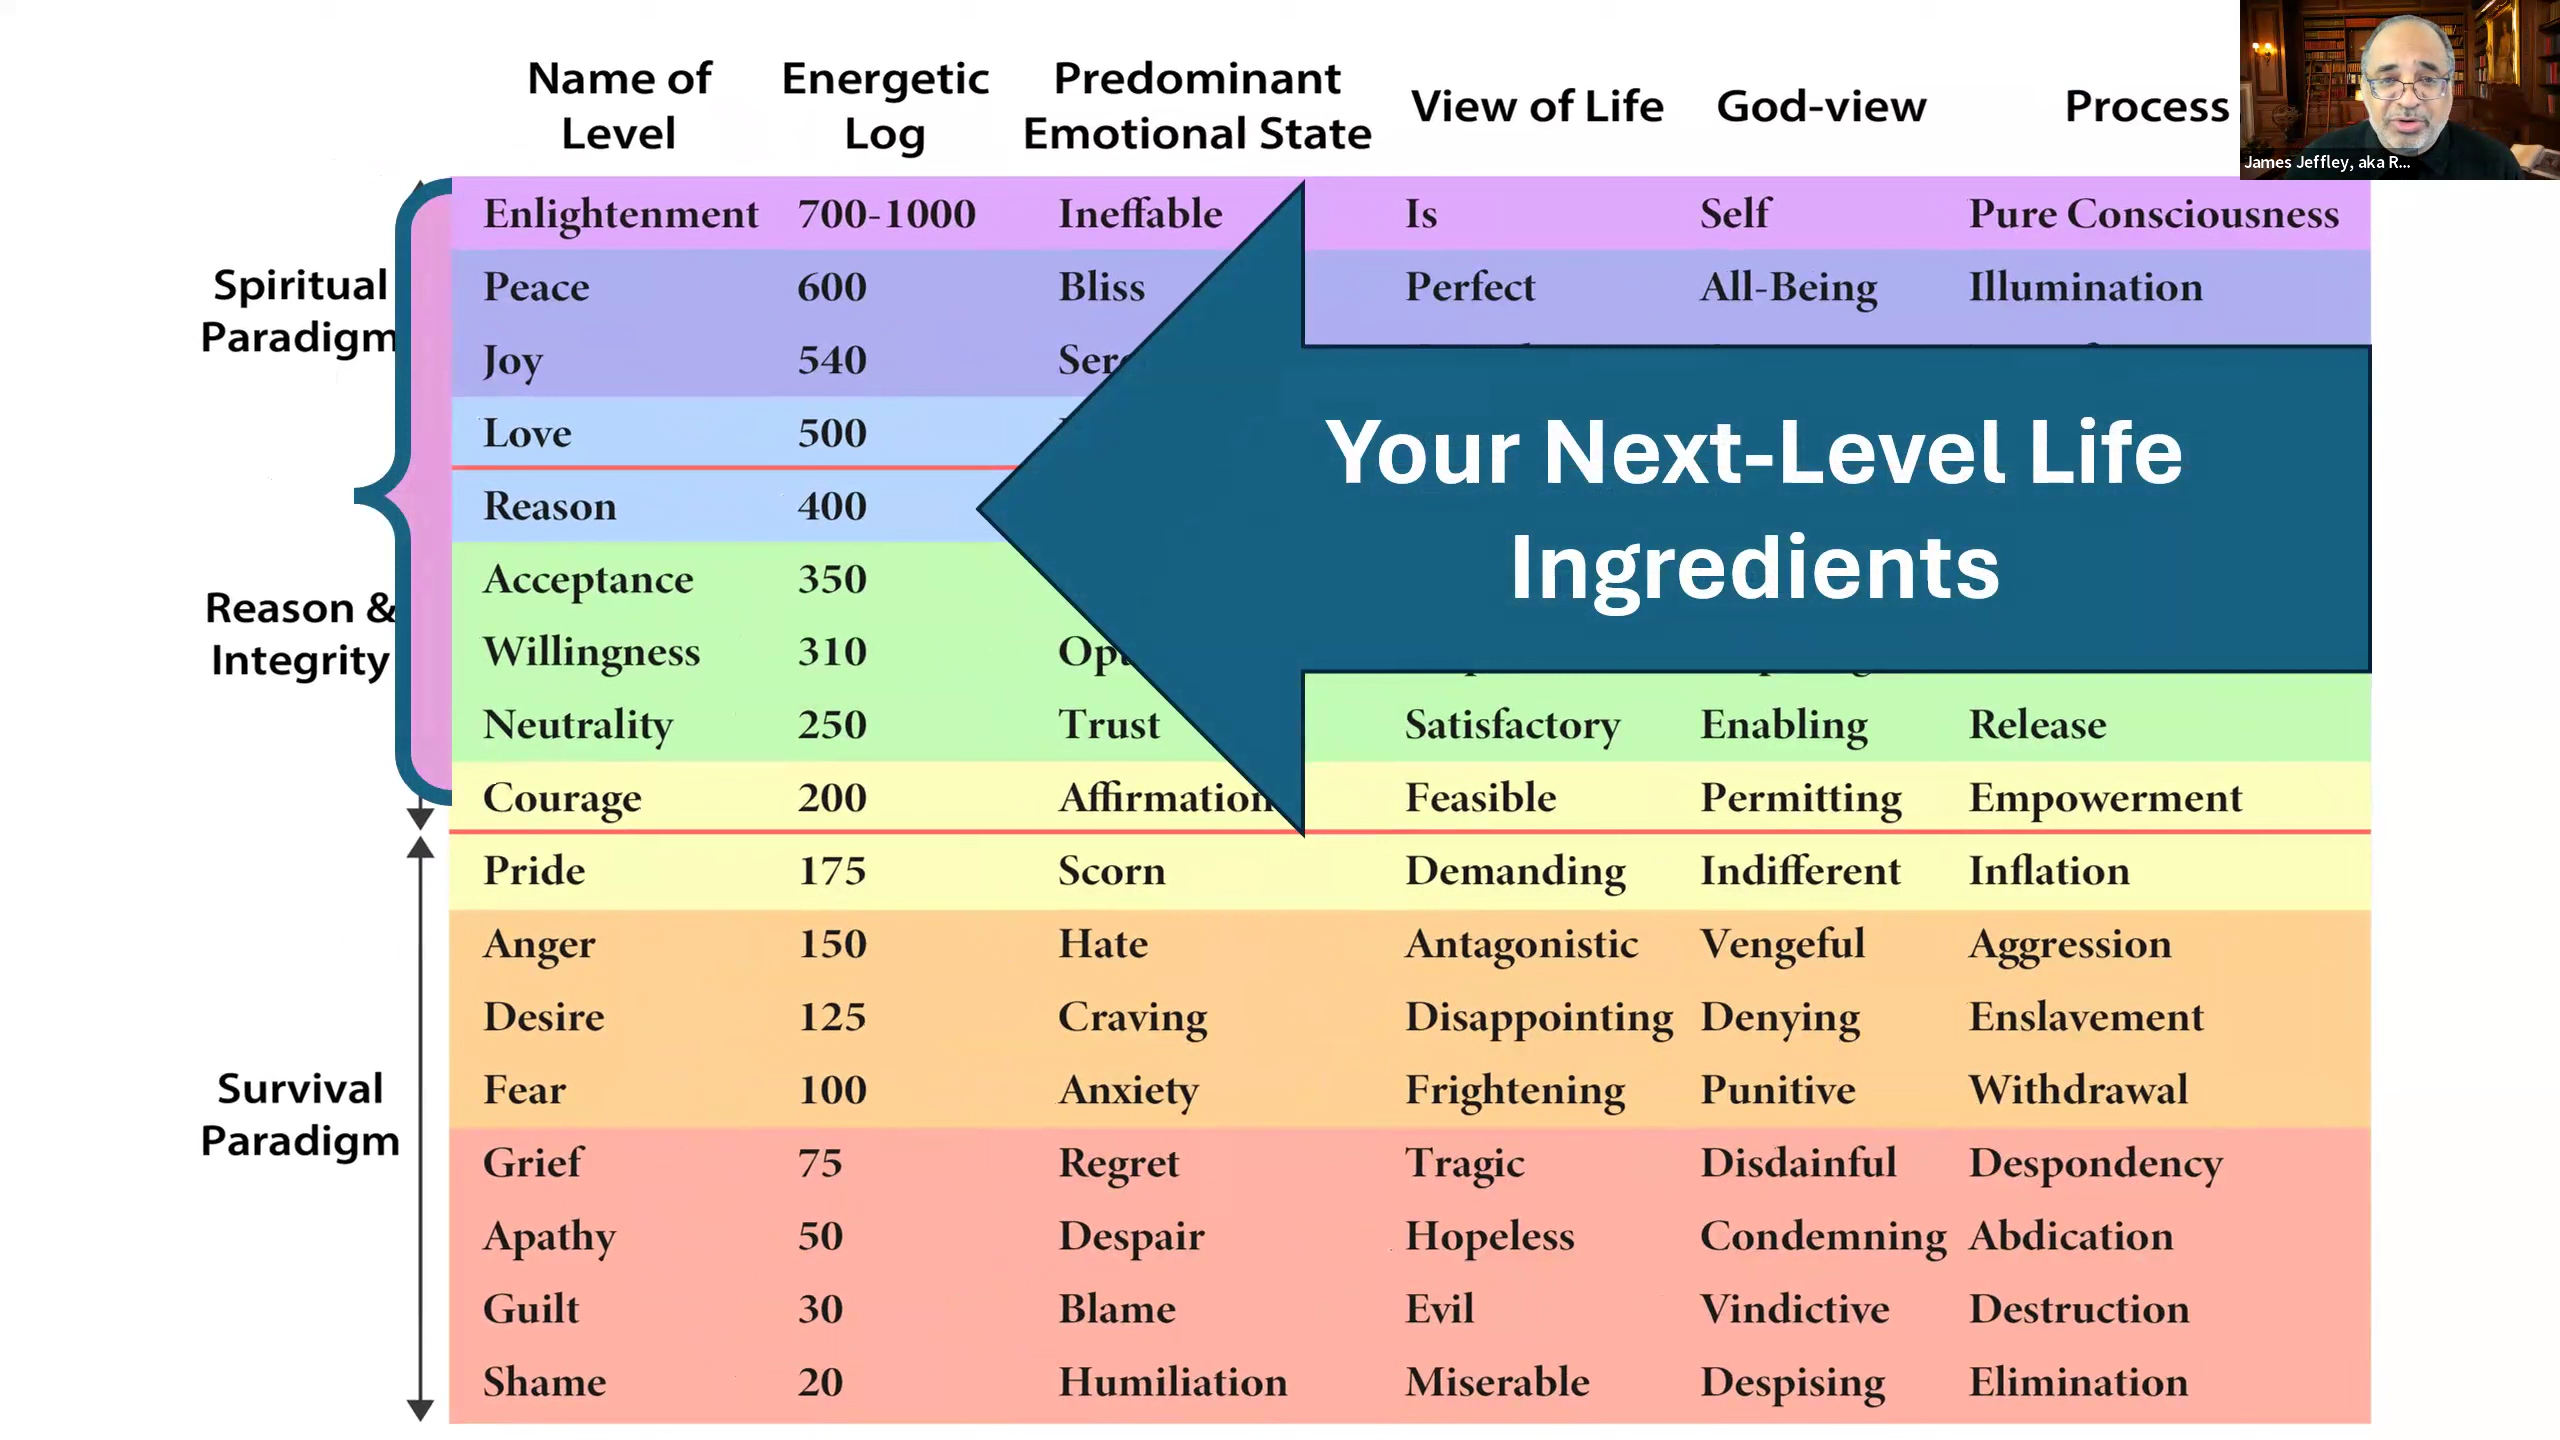 Name of Level
Energetic Log
Predominant Emotional State
View of Life
God-view
Process
James Jeffley, aka R...
Spiritual Paradigm
Reason & Integrity
Survival Paradigm
Enlightenment 700-1000 Ineffable Is Self Pure Consciousness
Peace 600 Bliss Perfect All-Being Illumination
Joy 540
Love 500
Reason 400
Acceptance 350
Willingness 310
Your Next-Level Life
Ingredients
Neutrality 250 Trust Satisfactory Enabling Release
Courage 200 Affirmation Feasible Permitting Empowerment
Pride 175 Scorn Demanding Indifferent Inflation
Anger 150 Hate Antagonistic Vengeful Aggression
Desire 125 Craving Disappointing Denying Enslavement
Fear 100 Anxiety Frightening Punitive Withdrawal
Grief 75 Regret Tragic Disdainful Despondency
Apathy 50 Despair Hopeless Condemning Abdication
Guilt 30 Blame Evil Vindictive Destruction
Shame 20 Humiliation Miserable Despising Elimination